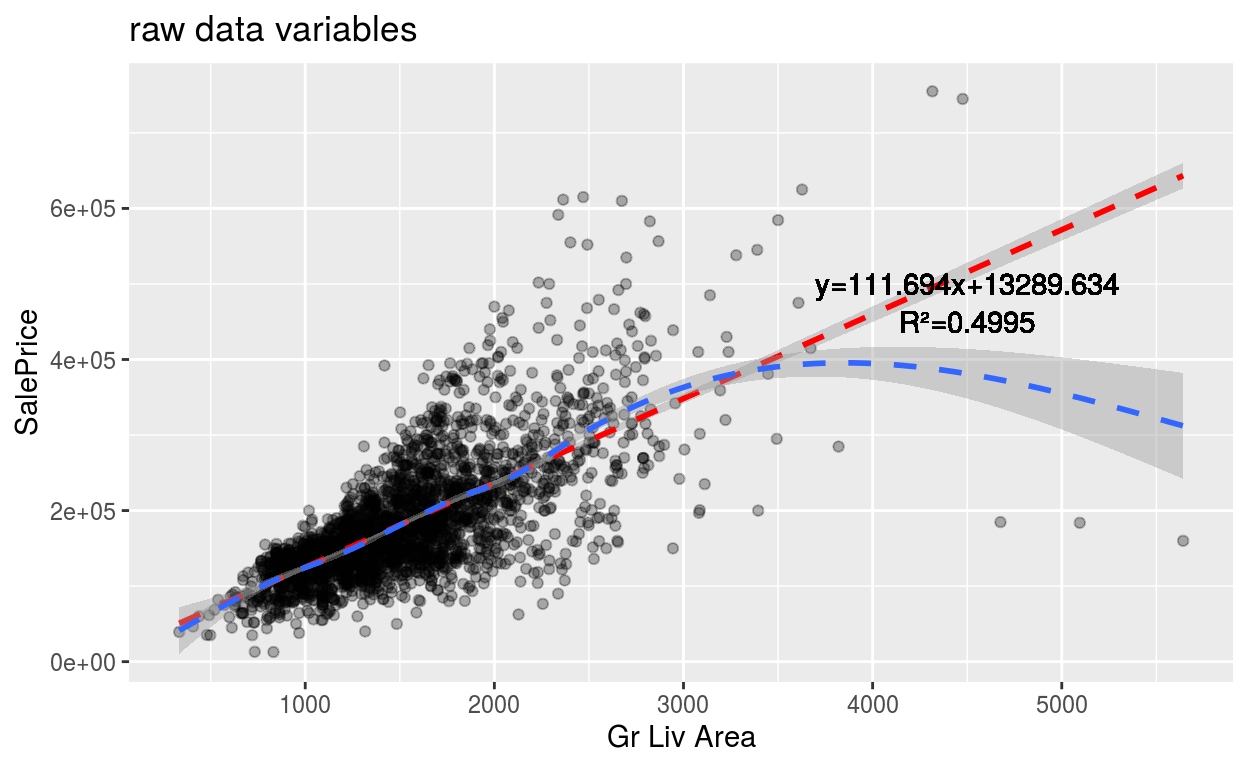 raw data variables
6e+05
4e+05
2e+05
0e+00
SalePrice
y=111.694x+13289.634
R²=0.4995
1000 2000 3000 4000 5000
Gr Liv Area